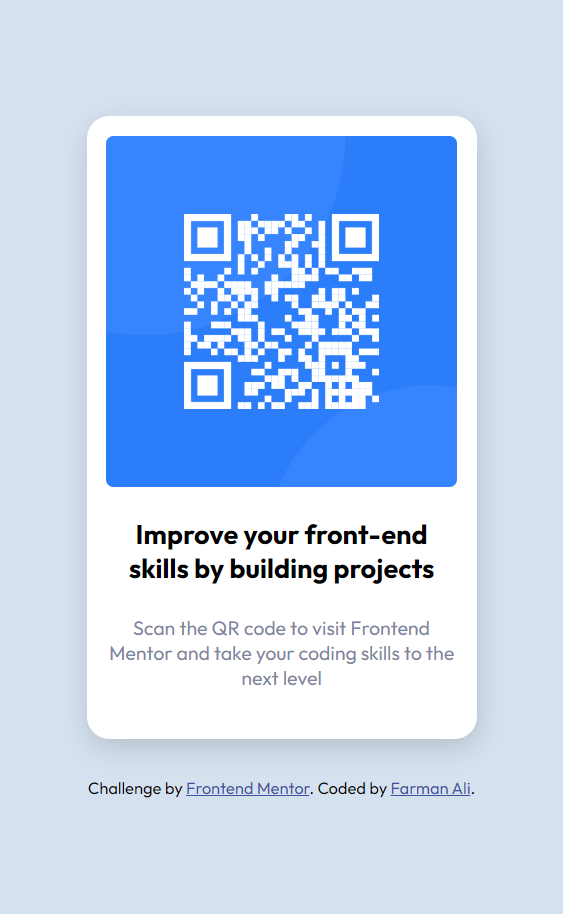 Improve your front-end
skills by building projects
Scan the QR code to visit Frontend
Mentor and take your coding skills to the
next level
Challenge by Frontend Mentor. Coded by Farman Ali.